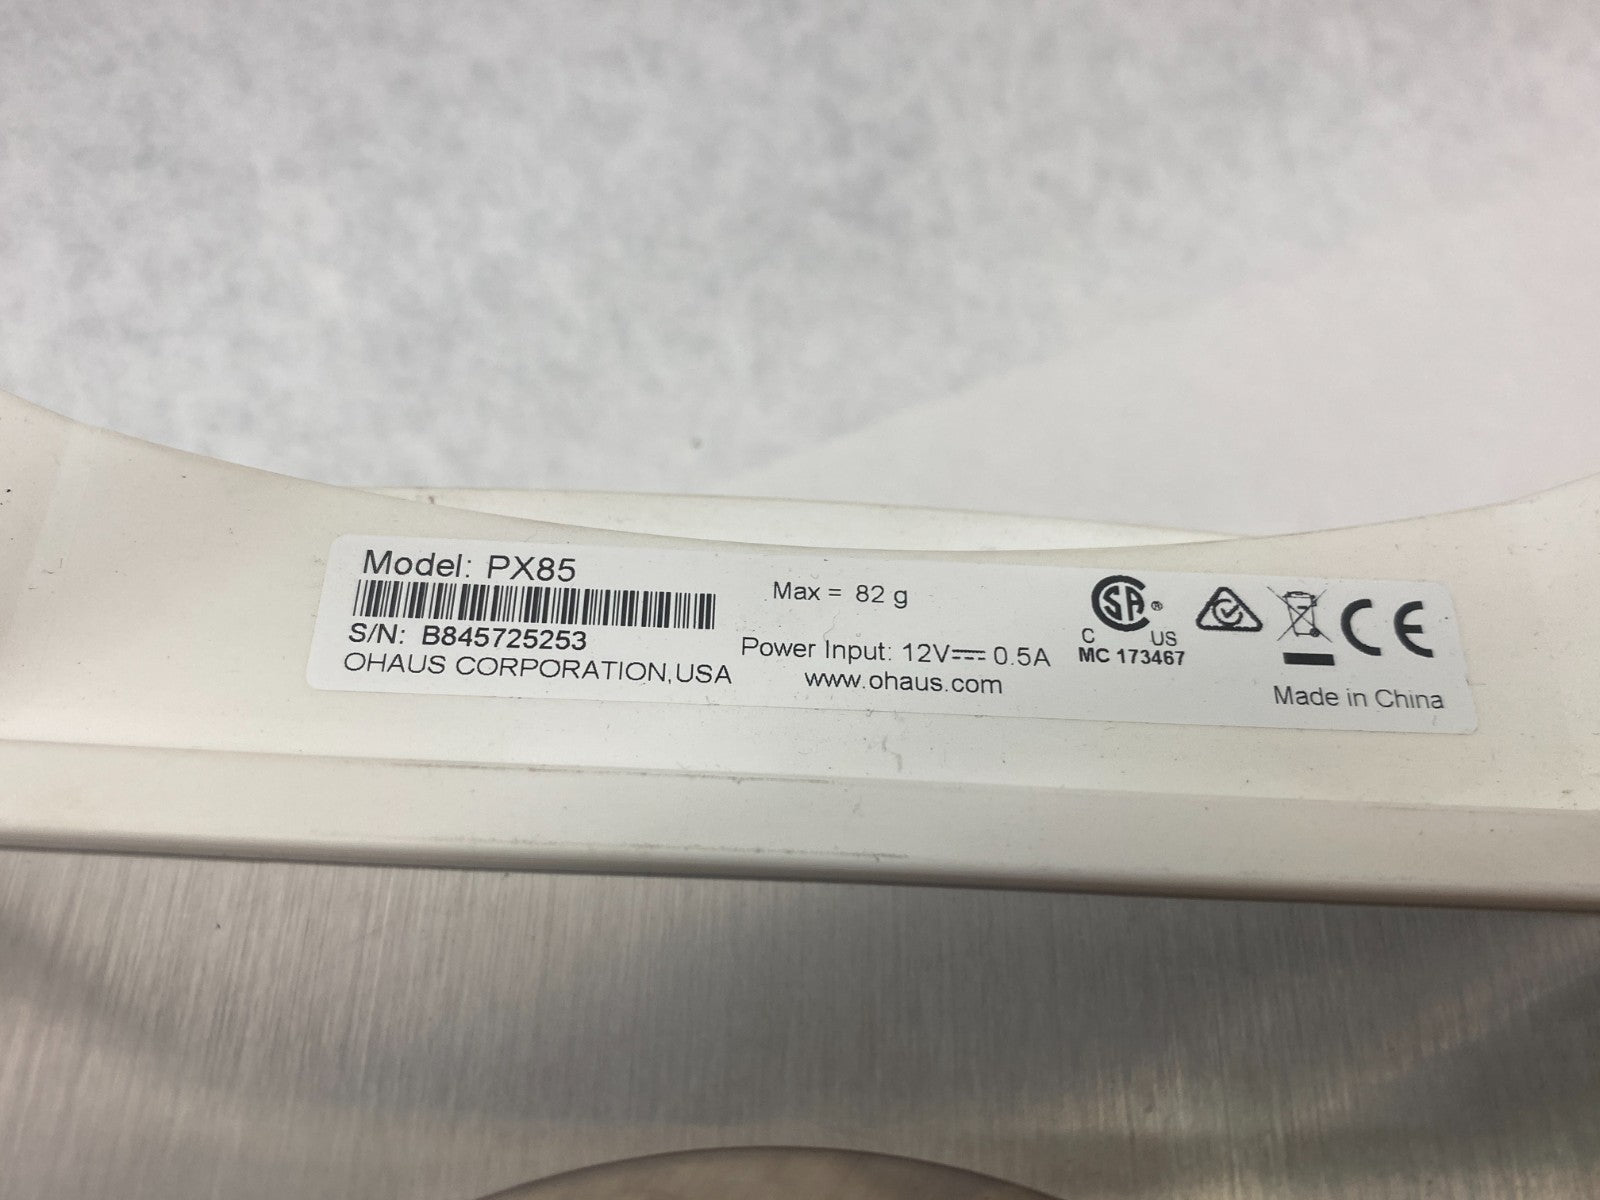 Model: PX85
S/N: B845725253
OHAUS CORPORATION,USA
Max = 82 g
Power Input: 12V⎓ 0.5A
www.ohaus.com
SA ®
C US
MC 173467
CE
Made in China